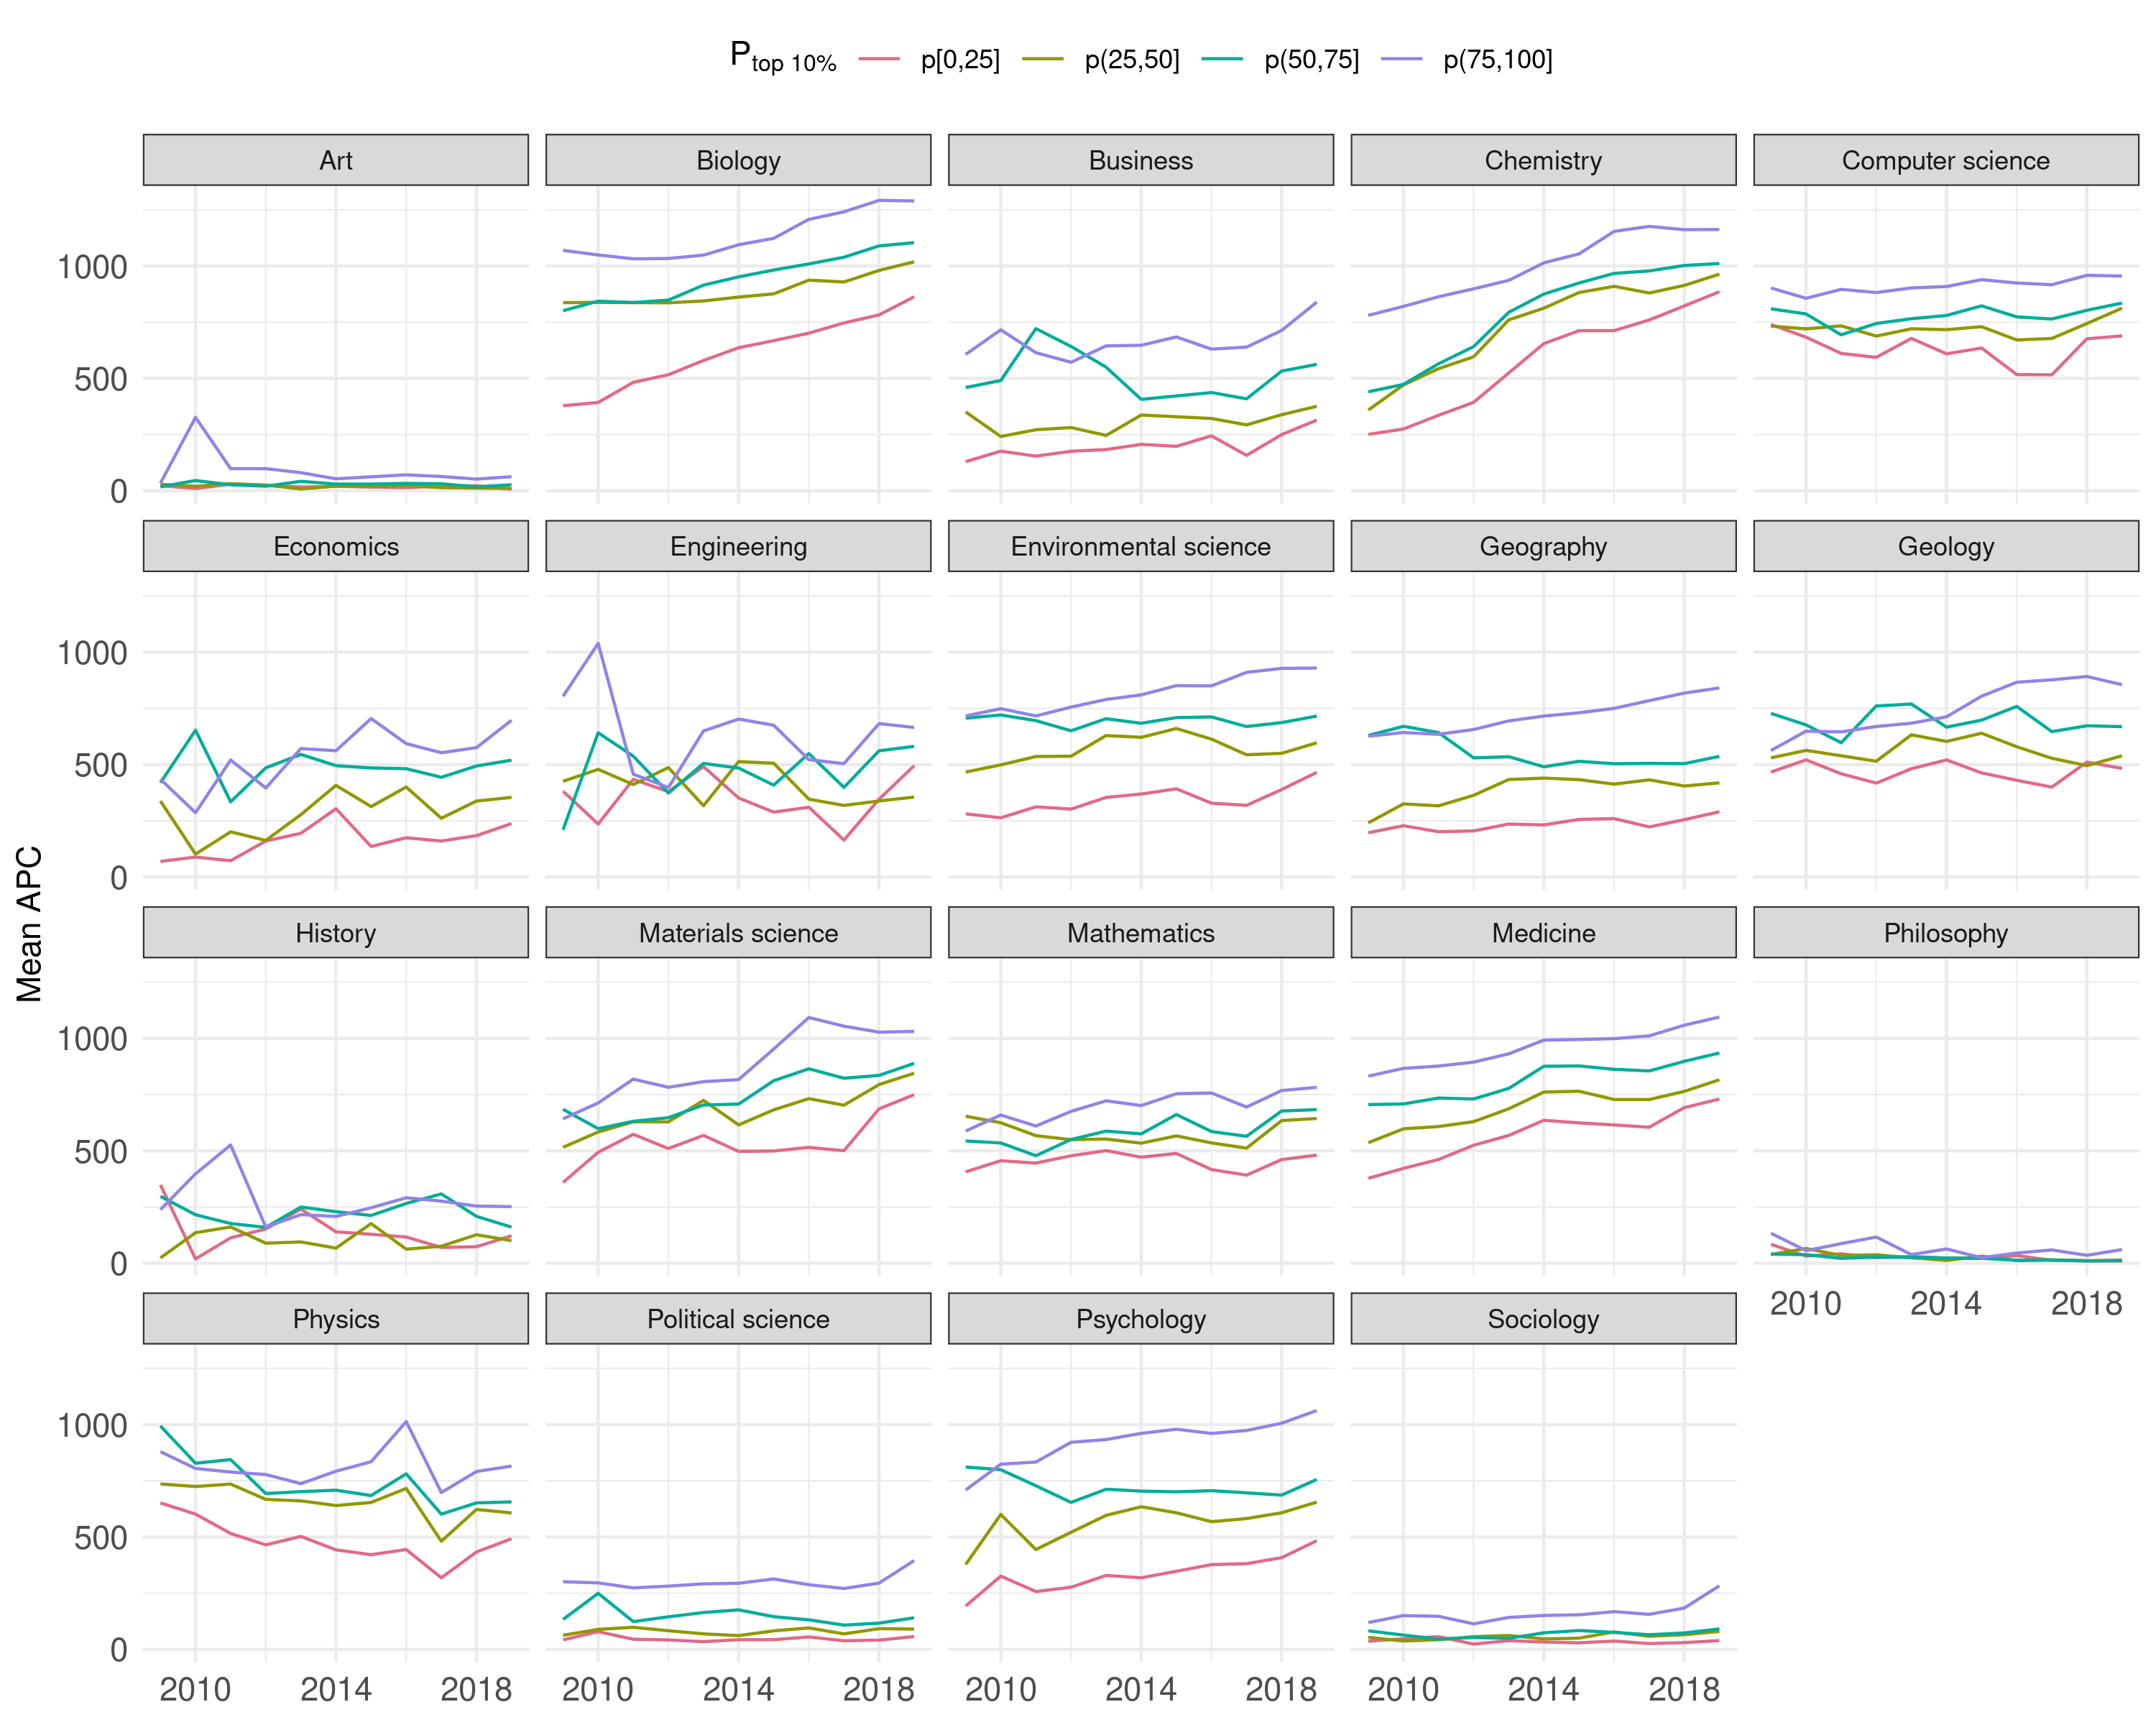 P top 10% p[0,25] p(25,50] p(50,75] p(75,100]
Art Biology Business Chemistry Computer science
1000
500
0
Economics Engineering Environmental science Geography Geology
1000
500
0
Mean APC
History Materials science Mathematics Medicine Philosophy
1000
500
0
2010 2014 2018
Physics Political science Psychology Sociology
1000
500
0
2010 2014 2018 2010 2014 2018 2010 2014 2018 2010 2014 2018